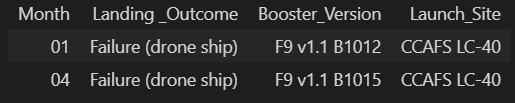 Month Landing _Outcome Booster_Version Launch_Site
01 Failure (drone ship) F9 v1.1 B1012 CCAFS LC-40
04 Failure (drone ship) F9 v1.1 B1015 CCAFS LC-40